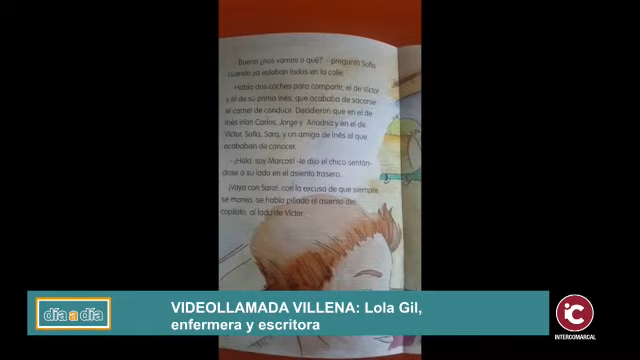 Bueno ¿nos vamos o qué? - preguntó Sofía
cuando ya estaban todos en la calle.
Había dos coches para compartir, el de Víctor
y el de su prima Inés, que acababa de sacarse
el carnet de conducir. Decidieron que en el de
Inés irían Carlos, Jorge y Ariadna y en el de
Víctor, Sofía, Sara, y un amigo de Inés al que
acababan de conocer.
- ¡Hola, soy Marcos! -le dijo el chico sentán-
dose a su lado en el asiento trasero.
¡Vaya con Sara!, con la excusa de que siempre
se marea, se había pillado el asiento del
copiloto, al lado de Víctor.
día a día
VIDEOLLAMADA VILLENA: Lola Gil,
enfermera y escritora
INTERCOMARCAL